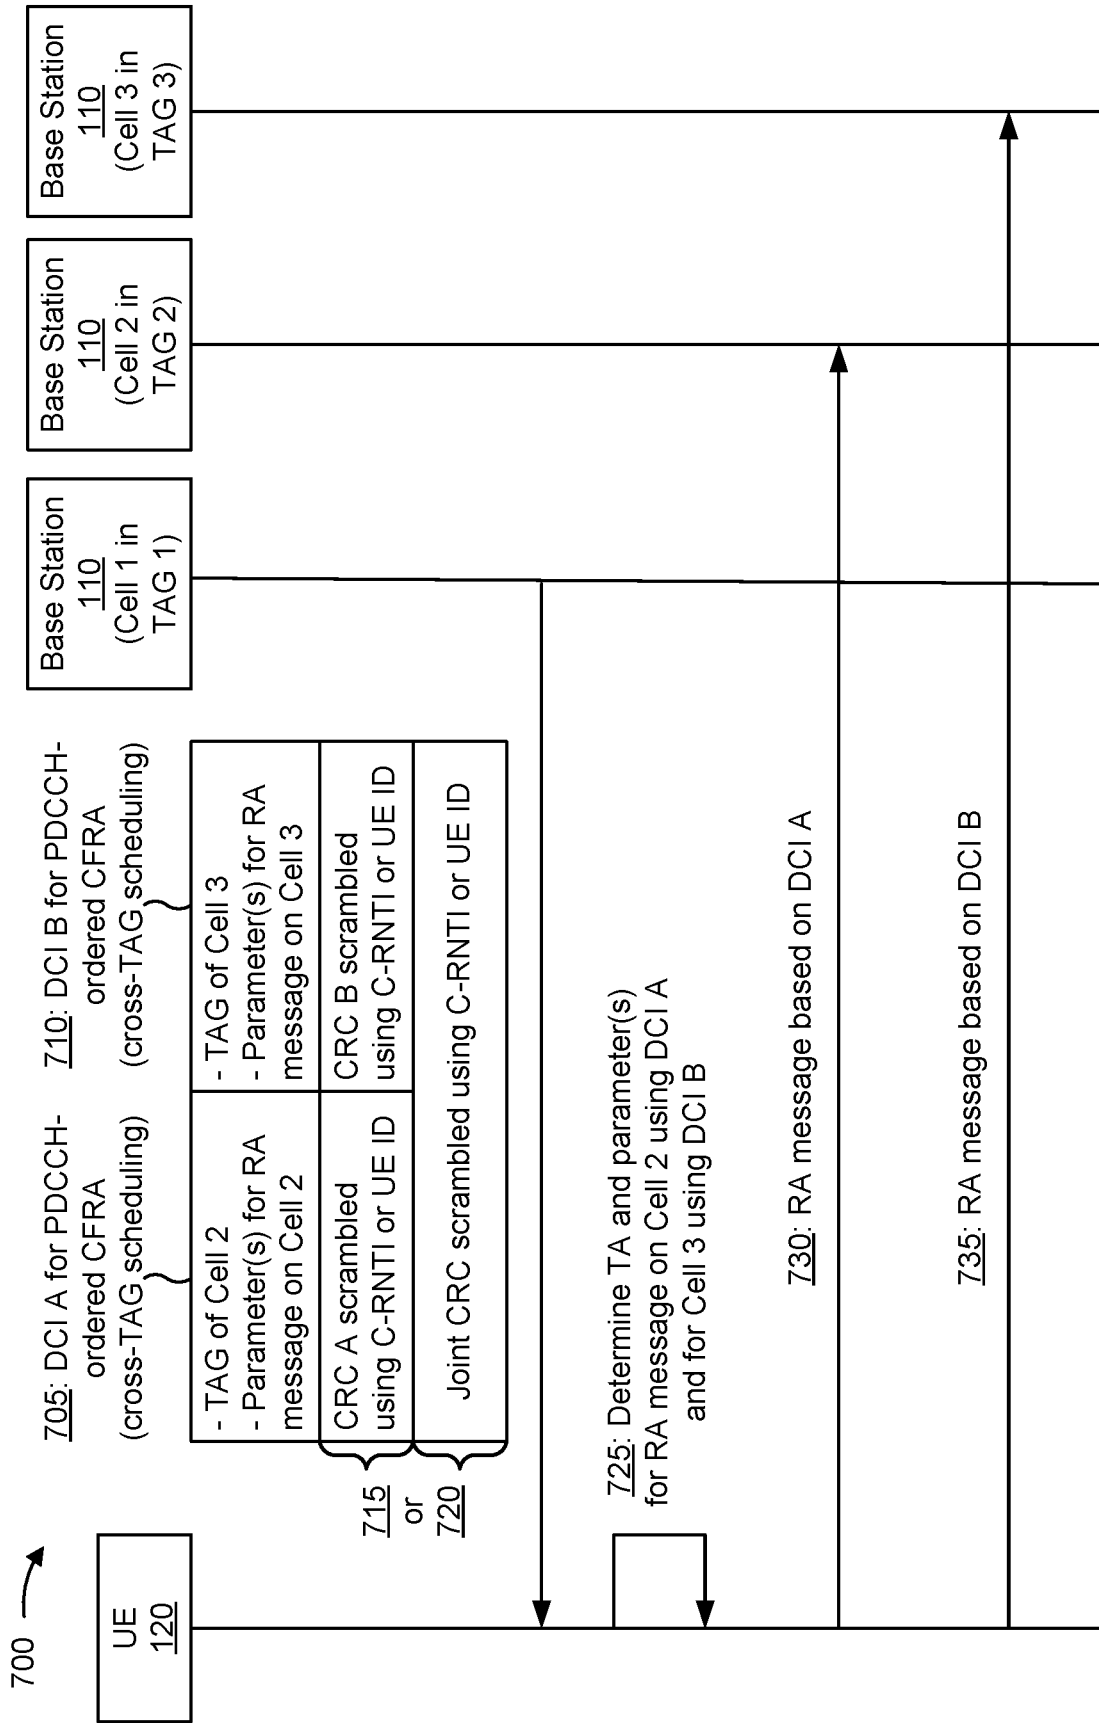 700
UE
120
Base Station
110
(Cell 1 in
TAG 1)
Base Station
110
(Cell 2 in
TAG 2)
Base Station
110
(Cell 3 in
TAG 3)
705: DCI A for PDCCH-
ordered CFRA
(cross-TAG scheduling)
710: DCI B for PDCCH-
ordered CFRA
(cross-TAG scheduling)
- TAG of Cell 2
- Parameter(s) for RA
message on Cell 2
- TAG of Cell 3
- Parameter(s) for RA
message on Cell 3
715
or
720
CRC A scrambled
using C-RNTI or UE ID
CRC B scrambled
using C-RNTI or UE ID
Joint CRC scrambled using C-RNTI or UE ID
725: Determine TA and parameter(s)
for RA message on Cell 2 using DCI A
and for Cell 3 using DCI B
730: RA message based on DCI A
735: RA message based on DCI B